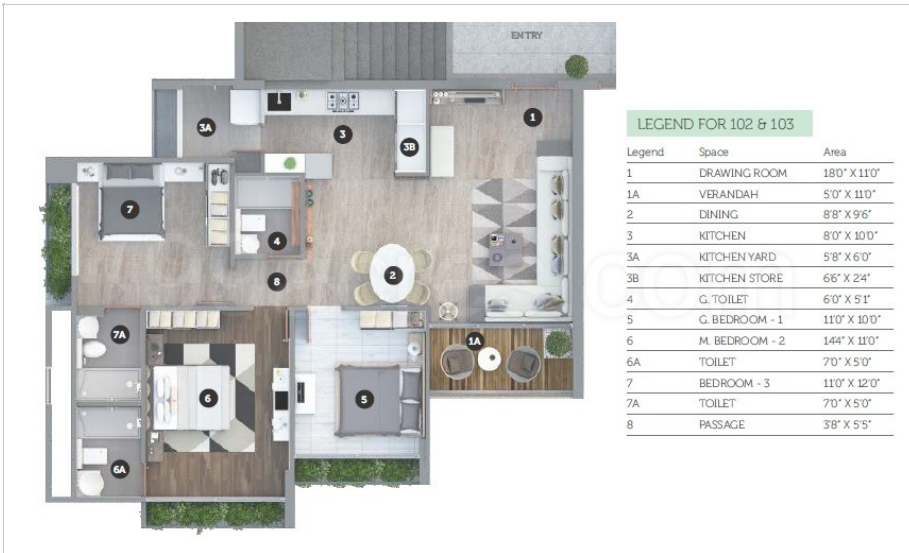 ENTRY
1
3A
3
3B
7
4
2
8
7A
1A
6
5
6A
LEGEND FOR 102 & 103
Legend Space Area
1 DRAWING ROOM 18'0" X 11'0"
1A VERANDAH 5'0" X 11'0"
2 DINING 8'8" X 9'6"
3 KITCHEN 8'0" X 10'0"
3A KITCHEN YARD 5'8" X 6'0"
3B KITCHEN STORE 6'6" X 2'4"
4 G. TOILET 6'0" X 5'1"
5 G. BEDROOM - 1 11'0" X 10'0"
6 M. BEDROOM - 2 14'4" X 11'0"
6A TOILET 7'0" X 5'0"
7 BEDROOM - 3 11'0" X 12'0"
7A TOILET 7'0" X 5'0"
8 PASSAGE 3'8" X 5'5"